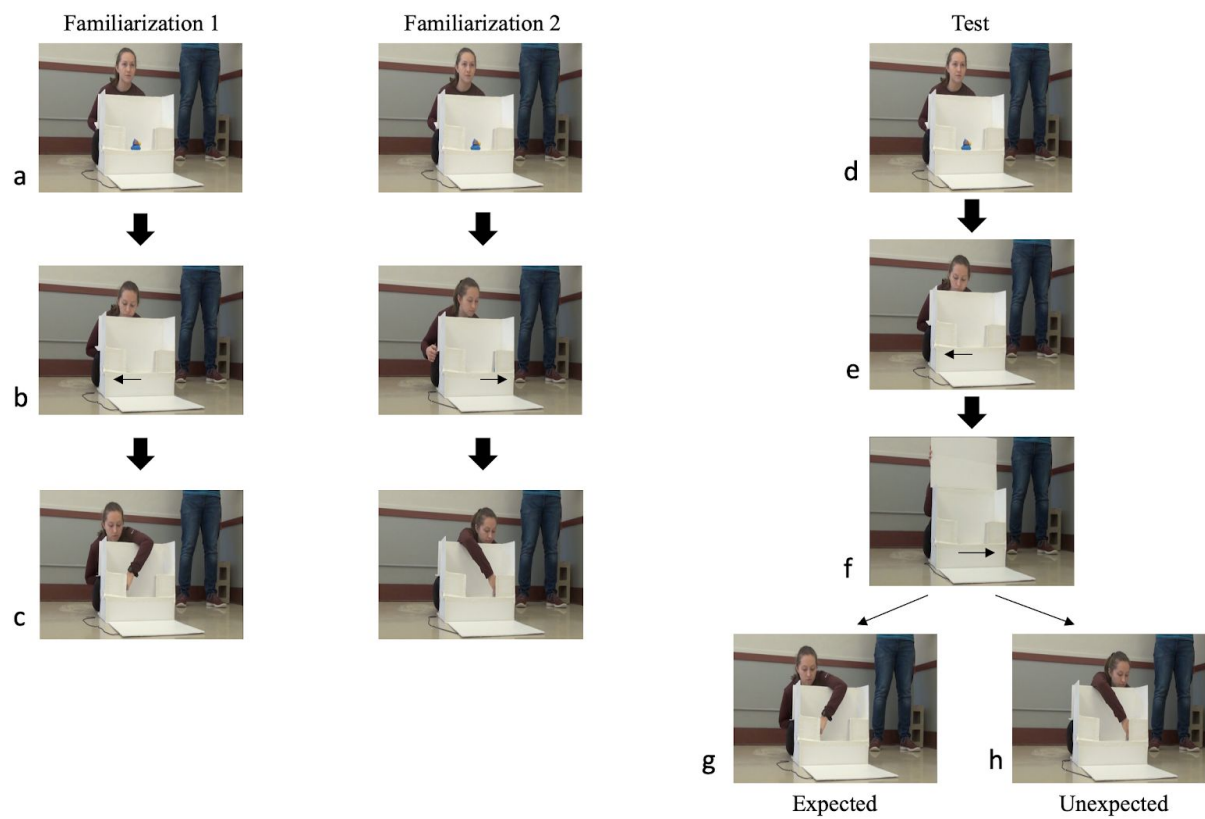 Familiarization 1
Familiarization 2
Test
a
d
b
e
c
f
g
h
Expected
Unexpected